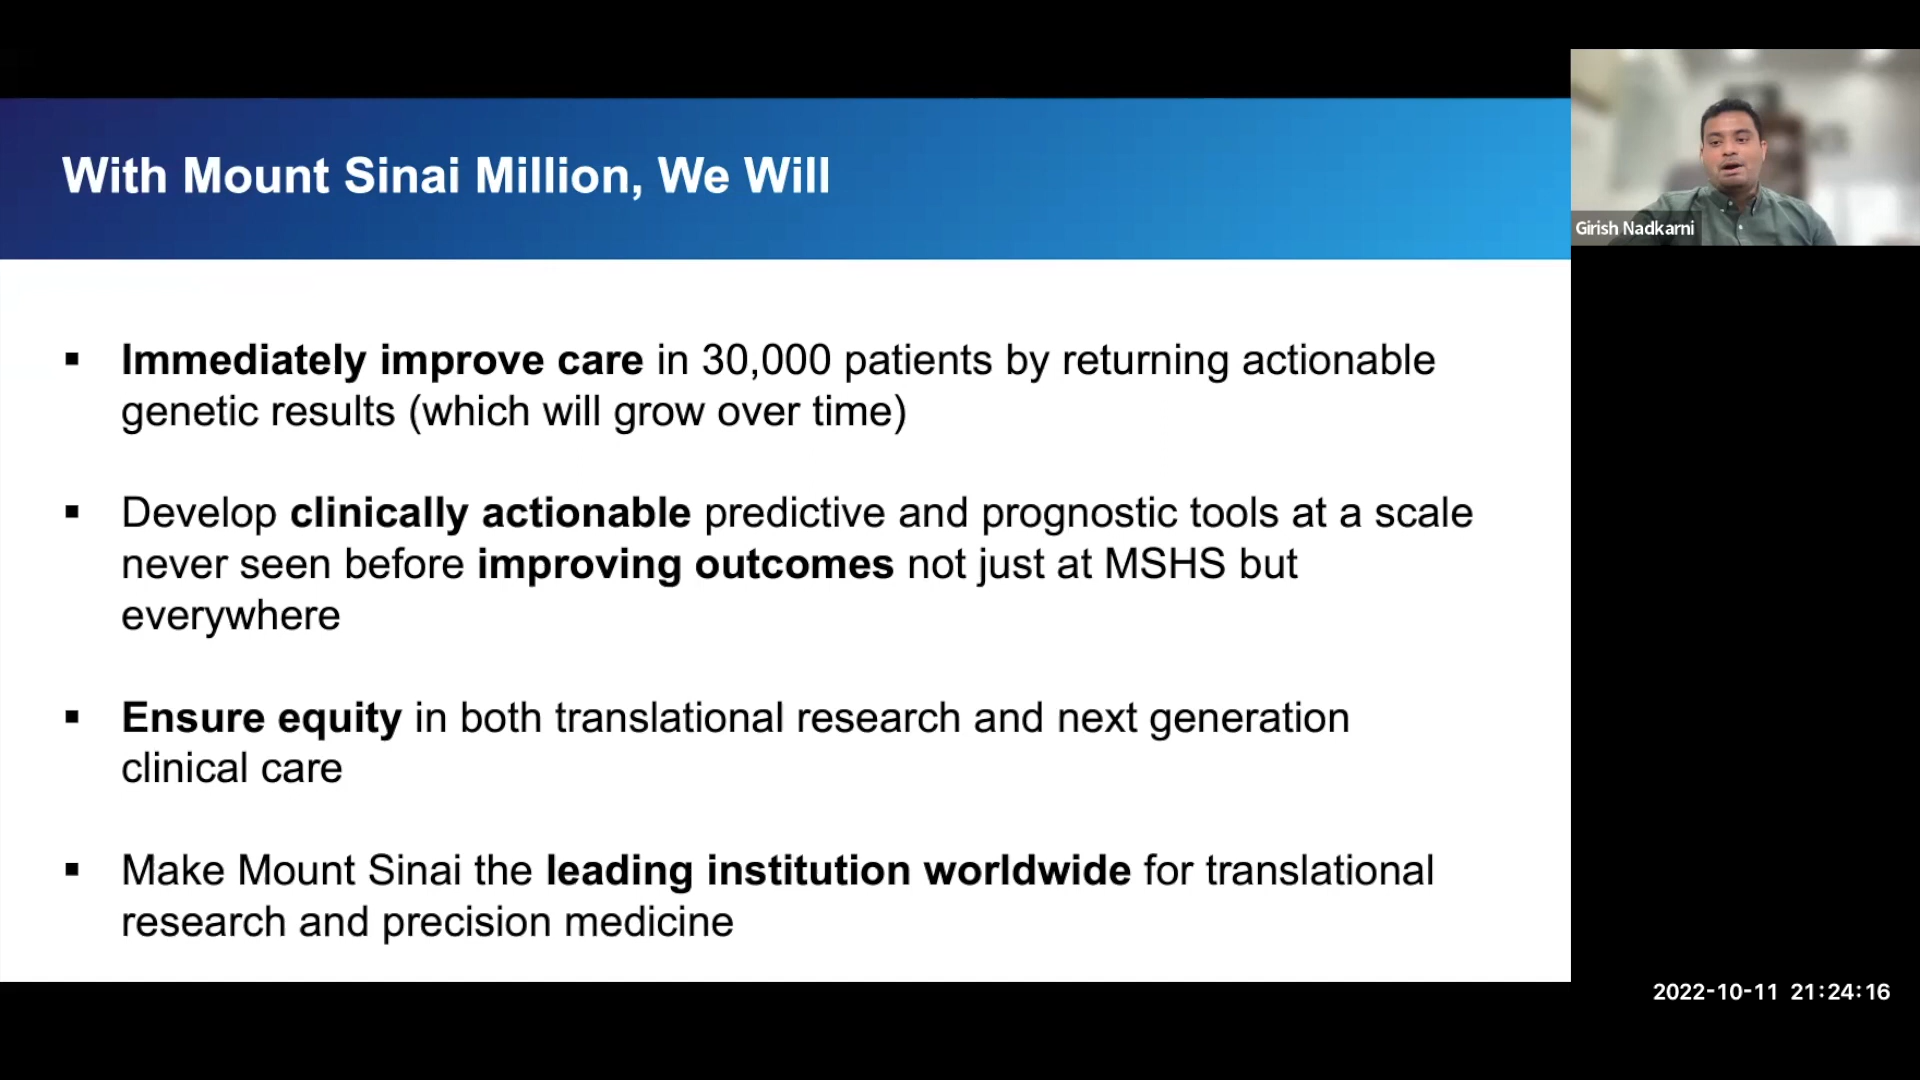 With Mount Sinai Million, We Will
▪ Immediately improve care in 30,000 patients by returning actionable
genetic results (which will grow over time)
▪ Develop clinically actionable predictive and prognostic tools at a scale
never seen before improving outcomes not just at MSHS but
everywhere
▪ Ensure equity in both translational research and next generation
clinical care
▪ Make Mount Sinai the leading institution worldwide for translational
research and precision medicine
Girish Nadkarni
2022-10-11 21:24:16